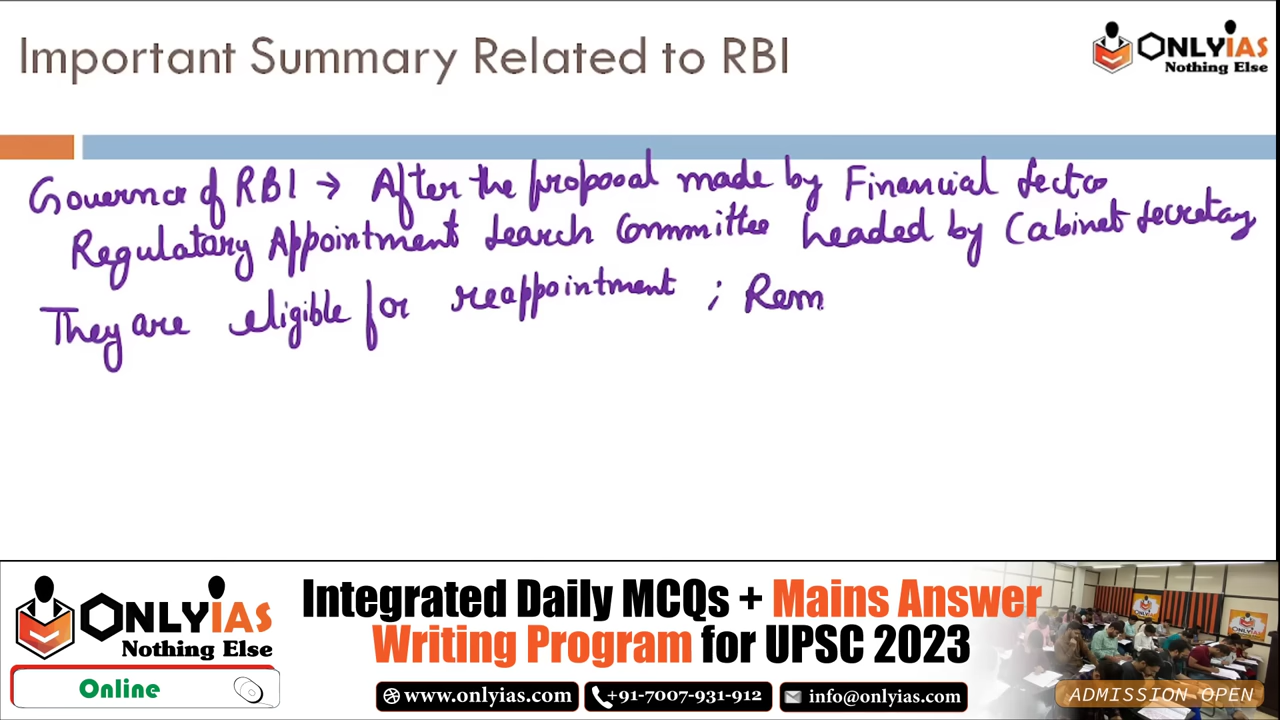 Important Summary Related to RBI
ONLYIAS
Nothing Else
Governor of RBI → After the proposal made by Financial Sector
Regulatory Appointment Search Committee headed by Cabinet Secretary
They are eligible for reappointment ; Rem
ONLYIAS
Nothing Else
Online
Integrated Daily MCQs + Mains Answer
Writing Program for UPSC 2023
www.onlyias.com
+91-7007-931-912
info@onlyias.com
ADMISSION OPEN